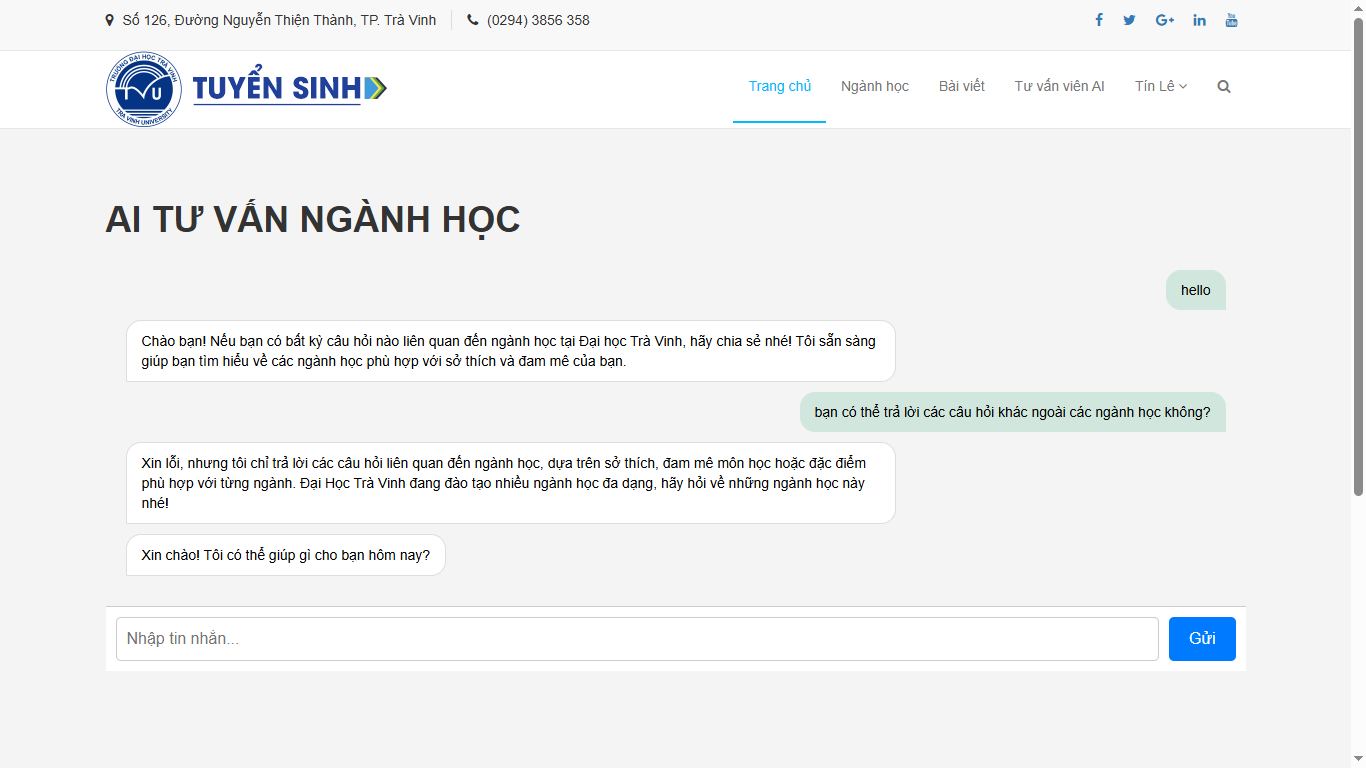 Số 126, Đường Nguyễn Thiện Thành, TP. Trà Vinh (0294) 3856 358
TRƯỜNG ĐẠI HỌC TRÀ VINH
TVU
TRA VINH UNIVERSITY
TUYỂN SINH
Trang chủ Ngành học Bài viết Tư vấn viên AI Tín Lê
AI TƯ VẤN NGÀNH HỌC
hello
Chào bạn! Nếu bạn có bất kỳ câu hỏi nào liên quan đến ngành học tại Đại học Trà Vinh, hãy chia sẻ nhé! Tôi sẵn sàng
giúp bạn tìm hiểu về các ngành học phù hợp với sở thích và đam mê của bạn.
bạn có thể trả lời các câu hỏi khác ngoài các ngành học không?
Xin lỗi, nhưng tôi chỉ trả lời các câu hỏi liên quan đến ngành học, dựa trên sở thích, đam mê môn học hoặc đặc điểm
phù hợp với từng ngành. Đại Học Trà Vinh đang đào tạo nhiều ngành học đa dạng, hãy hỏi về những ngành học này
nhé!
Xin chào! Tôi có thể giúp gì cho bạn hôm nay?
Nhập tin nhắn... Gửi